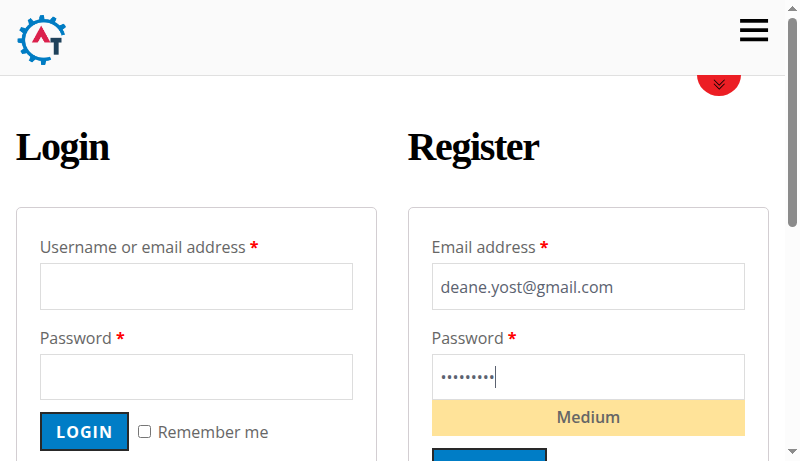 AT
Login
Username or email address *
Password *
LOGIN
Remember me
Register
Email address *
deane.yost@gmail.com
Password *
•••••••••
Medium